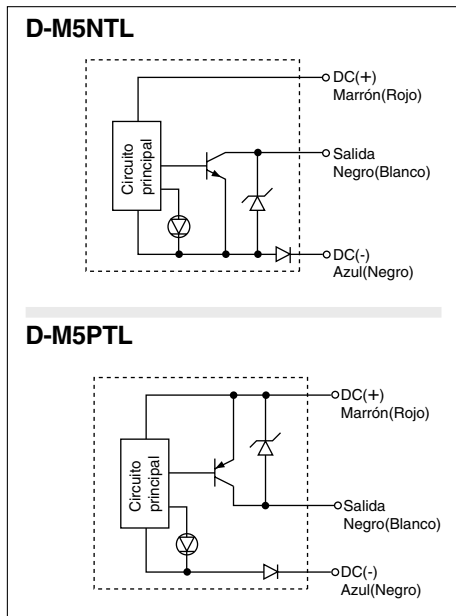 D-M5NTL
DC(+)
Marrón(Rojo)
Circuito
principal
Salida
Negro(Blanco)
DC(-)
Azul(Negro)
D-M5PTL
DC(+)
Marrón(Rojo)
Circuito
principal
Salida
Negro(Blanco)
DC(-)
Azul(Negro)